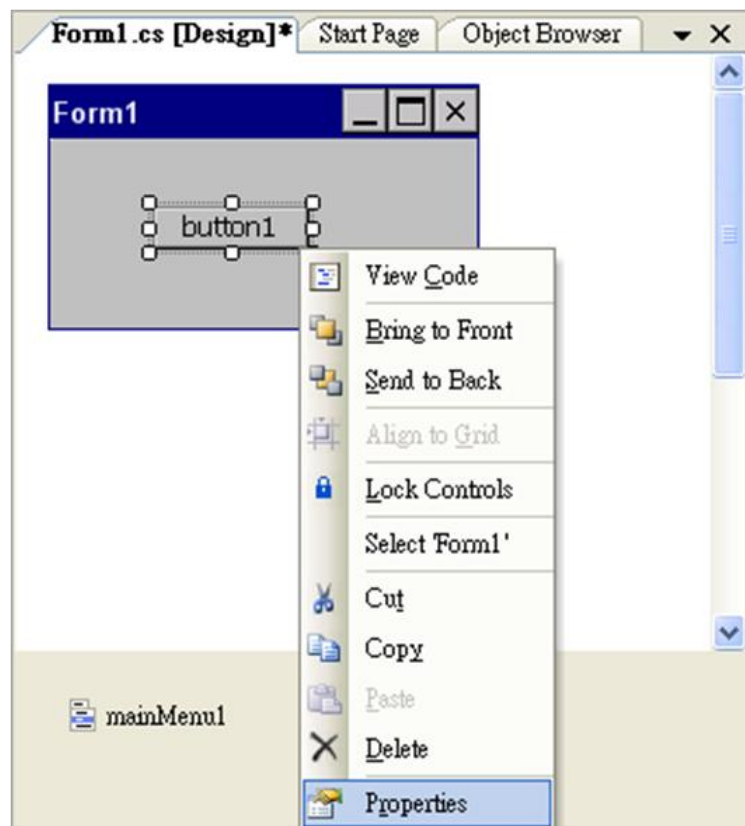 Form1.cs [Design]* Start Page Object Browser
Form1
button1
View Code
Bring to Front
Send to Back
Align to Grid
Lock Controls
Select 'Form1'
Cut
Copy
Paste
mainMenu1
Delete
Properties